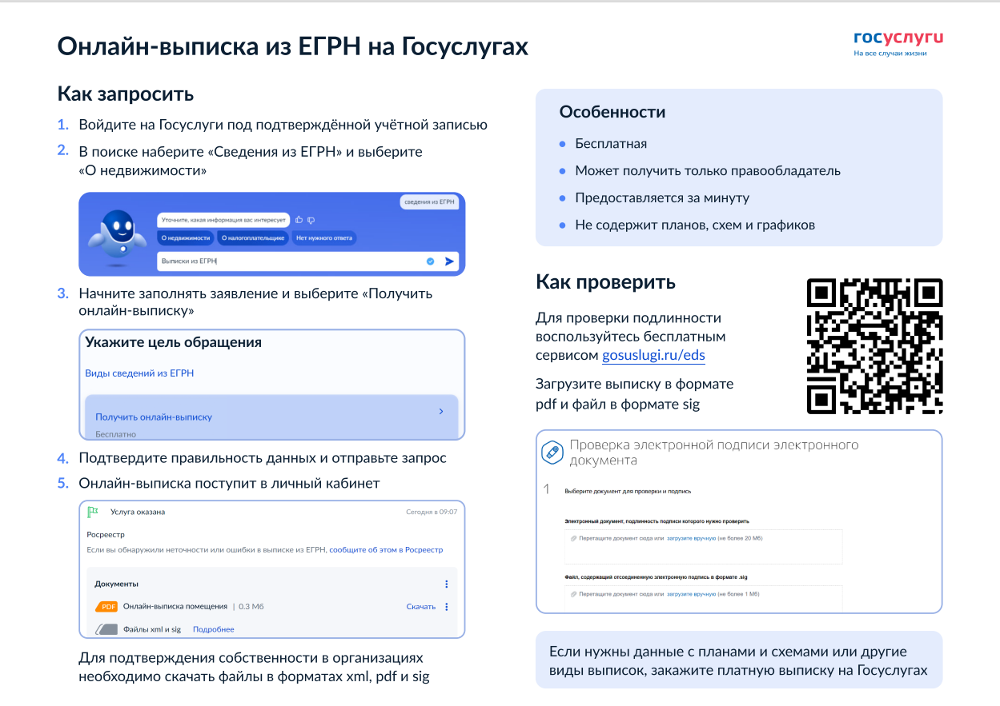 Онлайн-выписка из ЕГРН на Госуслугах
госуслуги
На все случаи жизни
Как запросить
1. Войдите на Госуслуги под подтверждённой учётной записью
2. В поиске наберите «Сведения из ЕГРН» и выберите
«О недвижимости»
сведения из ЕГРН
Уточните, какая информация вас интересует
О недвижимости
О налогоплательщике
Нет нужного ответа
Выписки из ЕГРН
3. Начните заполнять заявление и выберите «Получить
онлайн-выписку»
Укажите цель обращения
Виды сведений из ЕГРН
Получить онлайн-выписку
Бесплатно
4. Подтвердите правильность данных и отправьте запрос
5. Онлайн-выписка поступит в личный кабинет
Услуга оказана
Сегодня в 09:07
Росреестр
Если вы обнаружили неточности или ошибки в выписке из ЕГРН, сообщите об этом в Росреестр
Документы
PDF Онлайн-выписка помещения | 0.3 Мб
Скачать
Файлы xml и sig Подробнее
Для подтверждения собственности в организациях
необходимо скачать файлы в форматах xml, pdf и sig
Особенности
Бесплатная
Может получить только правообладатель
Предоставляется за минуту
Не содержит планов, схем и графиков
Как проверить
Для проверки подлинности
воспользуйтесь бесплатным
сервисом gosuslugi.ru/eds
Загрузите выписку в формате
pdf и файл в формате sig
Проверка электронной подписи электронного
документа
1 Выберите документ для проверки и подпись
Электронный документ, подлинность подписи которого нужно проверить
Перетащите документ сюда или загрузите вручную (не более 20 Мб)
Файл, содержащий отсоединенную электронную подпись в формате .sig
Перетащите документ сюда или загрузите вручную (не более 1 Мб)
Если нужны данные с планами и схемами или другие
виды выписок, закажите платную выписку на Госуслугах